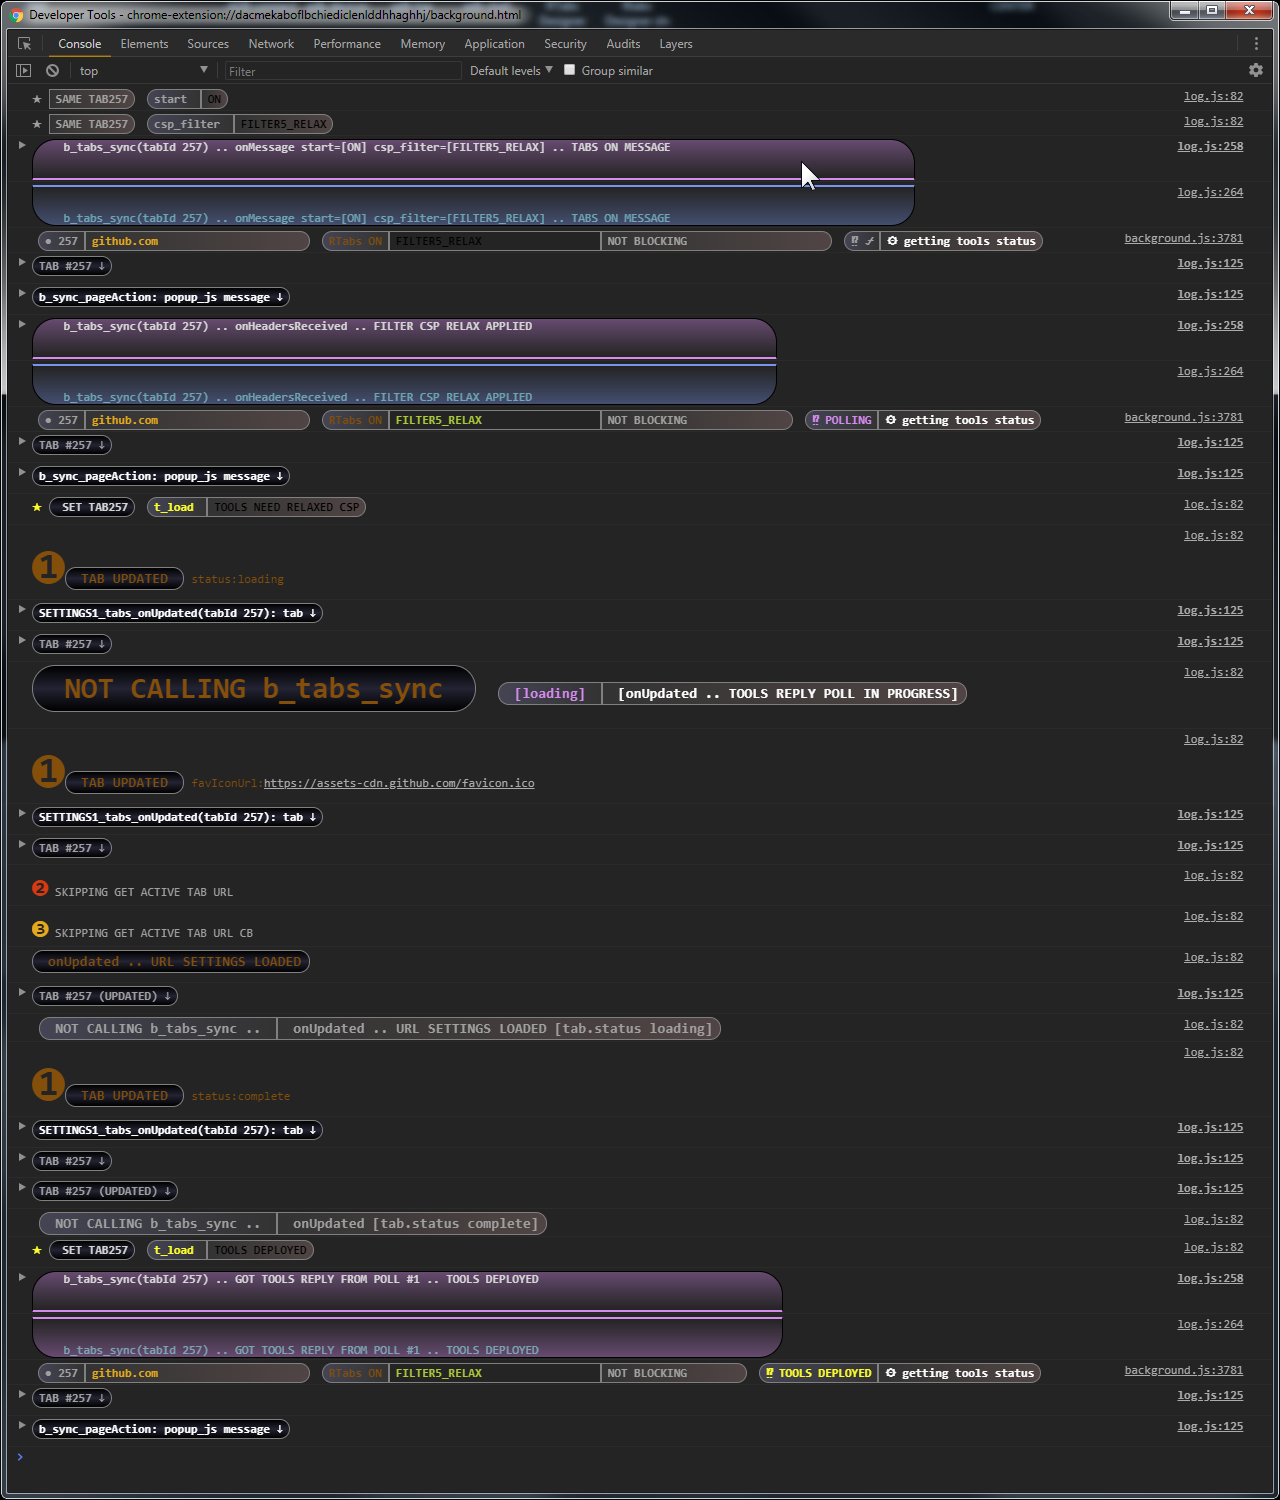 Developer Tools - chrome-extension://dacmekaboflbchiediclenlddhhaghhj/background.html
Console Elements Sources Network Performance Memory Application Security Audits Layers
top Filter Default levels Group similar
★ SAME TAB257 start ON log.js:82
★ SAME TAB257 csp_filter FILTER5_RELAX log.js:82
b_tabs_sync(tabId 257) .. onMessage start=[ON] csp_filter=[FILTER5_RELAX] .. TABS ON MESSAGE log.js:258
log.js:264
b_tabs_sync(tabId 257) .. onMessage start=[ON] csp_filter=[FILTER5_RELAX] .. TABS ON MESSAGE
● 257 github.com RTabs ON FILTER5_RELAX NOT BLOCKING ⁉ ⚙ getting tools status background.js:3781
TAB #257 ↓ log.js:125
b_sync_pageAction: popup_js message ↓ log.js:125
b_tabs_sync(tabId 257) .. onHeadersReceived .. FILTER CSP RELAX APPLIED log.js:258
log.js:264
b_tabs_sync(tabId 257) .. onHeadersReceived .. FILTER CSP RELAX APPLIED
● 257 github.com RTabs ON FILTER5_RELAX NOT BLOCKING ⁉ POLLING ⚙ getting tools status background.js:3781
TAB #257 ↓ log.js:125
b_sync_pageAction: popup_js message ↓ log.js:125
★ SET TAB257 t_load TOOLS NEED RELAXED CSP log.js:82
log.js:82
❶ TAB UPDATED status:loading
SETTINGS1_tabs_onUpdated(tabId 257): tab ↓ log.js:125
TAB #257 ↓ log.js:125
NOT CALLING b_tabs_sync [loading] [onUpdated .. TOOLS REPLY POLL IN PROGRESS] log.js:82
log.js:82
❶ TAB UPDATED favIconUrl:https://assets-cdn.github.com/favicon.ico
SETTINGS1_tabs_onUpdated(tabId 257): tab ↓ log.js:125
TAB #257 ↓ log.js:125
log.js:82
❷ SKIPPING GET ACTIVE TAB URL
log.js:82
❸ SKIPPING GET ACTIVE TAB URL CB
onUpdated .. URL SETTINGS LOADED log.js:82
TAB #257 (UPDATED) ↓ log.js:125
NOT CALLING b_tabs_sync .. onUpdated .. URL SETTINGS LOADED [tab.status loading] log.js:82
log.js:82
❶ TAB UPDATED status:complete
SETTINGS1_tabs_onUpdated(tabId 257): tab ↓ log.js:125
TAB #257 ↓ log.js:125
TAB #257 (UPDATED) ↓ log.js:125
NOT CALLING b_tabs_sync .. onUpdated [tab.status complete] log.js:82
★ SET TAB257 t_load TOOLS DEPLOYED log.js:82
b_tabs_sync(tabId 257) .. GOT TOOLS REPLY FROM POLL #1 .. TOOLS DEPLOYED log.js:258
log.js:264
b_tabs_sync(tabId 257) .. GOT TOOLS REPLY FROM POLL #1 .. TOOLS DEPLOYED
● 257 github.com RTabs ON FILTER5_RELAX NOT BLOCKING ⁉ TOOLS DEPLOYED ⚙ getting tools status background.js:3781
TAB #257 ↓ log.js:125
b_sync_pageAction: popup_js message ↓ log.js:125